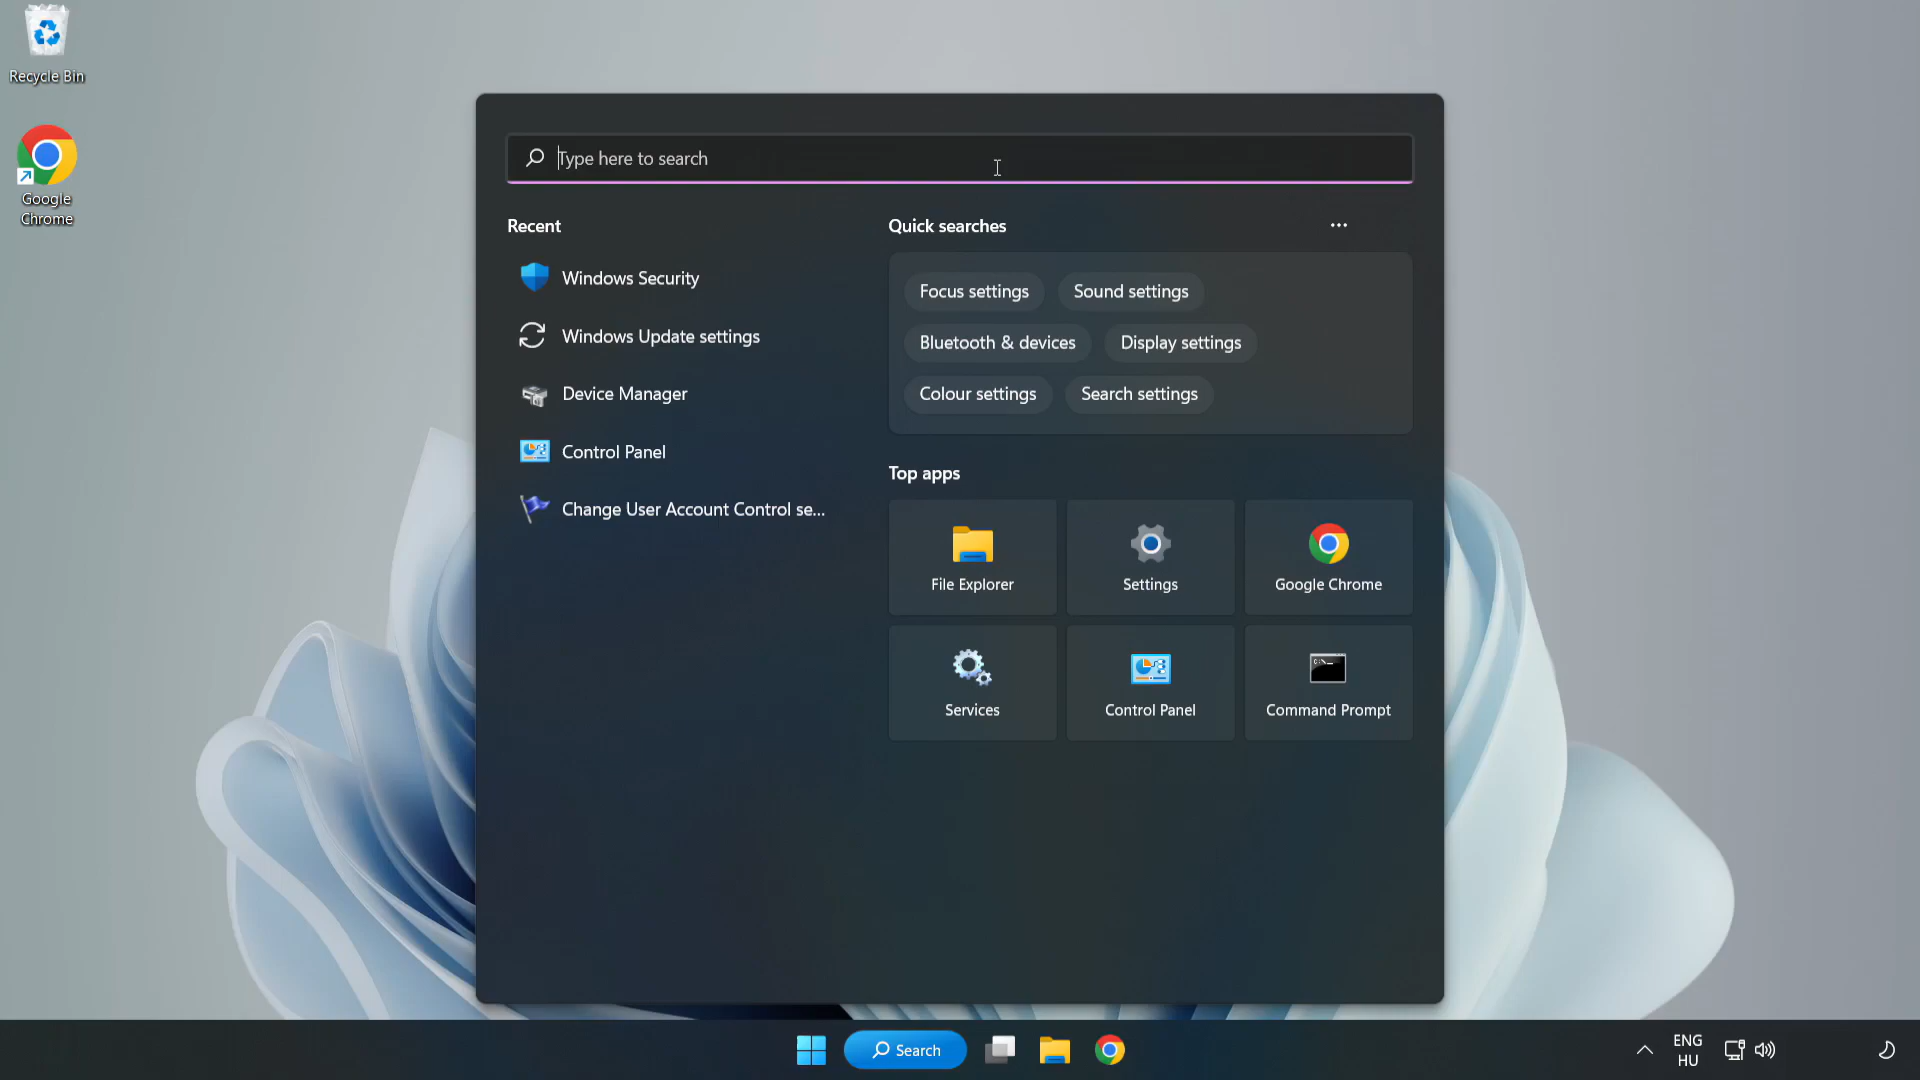 Recycle Bin
Google
Chrome
Type here to search
Recent
Windows Security
Windows Update settings
Device Manager
Control Panel
Change User Account Control se...
Quick searches
Focus settings
Sound settings
Bluetooth & devices
Display settings
Colour settings
Search settings
Top apps
File Explorer
Settings
Google Chrome
Services
Control Panel
Command Prompt
Search
ENG
HU